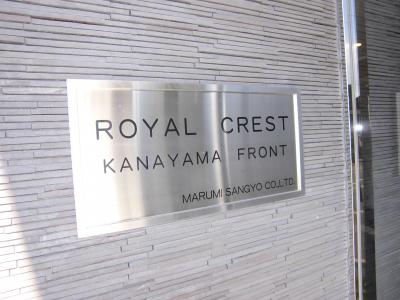 ROYAL CREST
KANAYAMA FRONT
MARUMI SANGYO CO.,LTD.